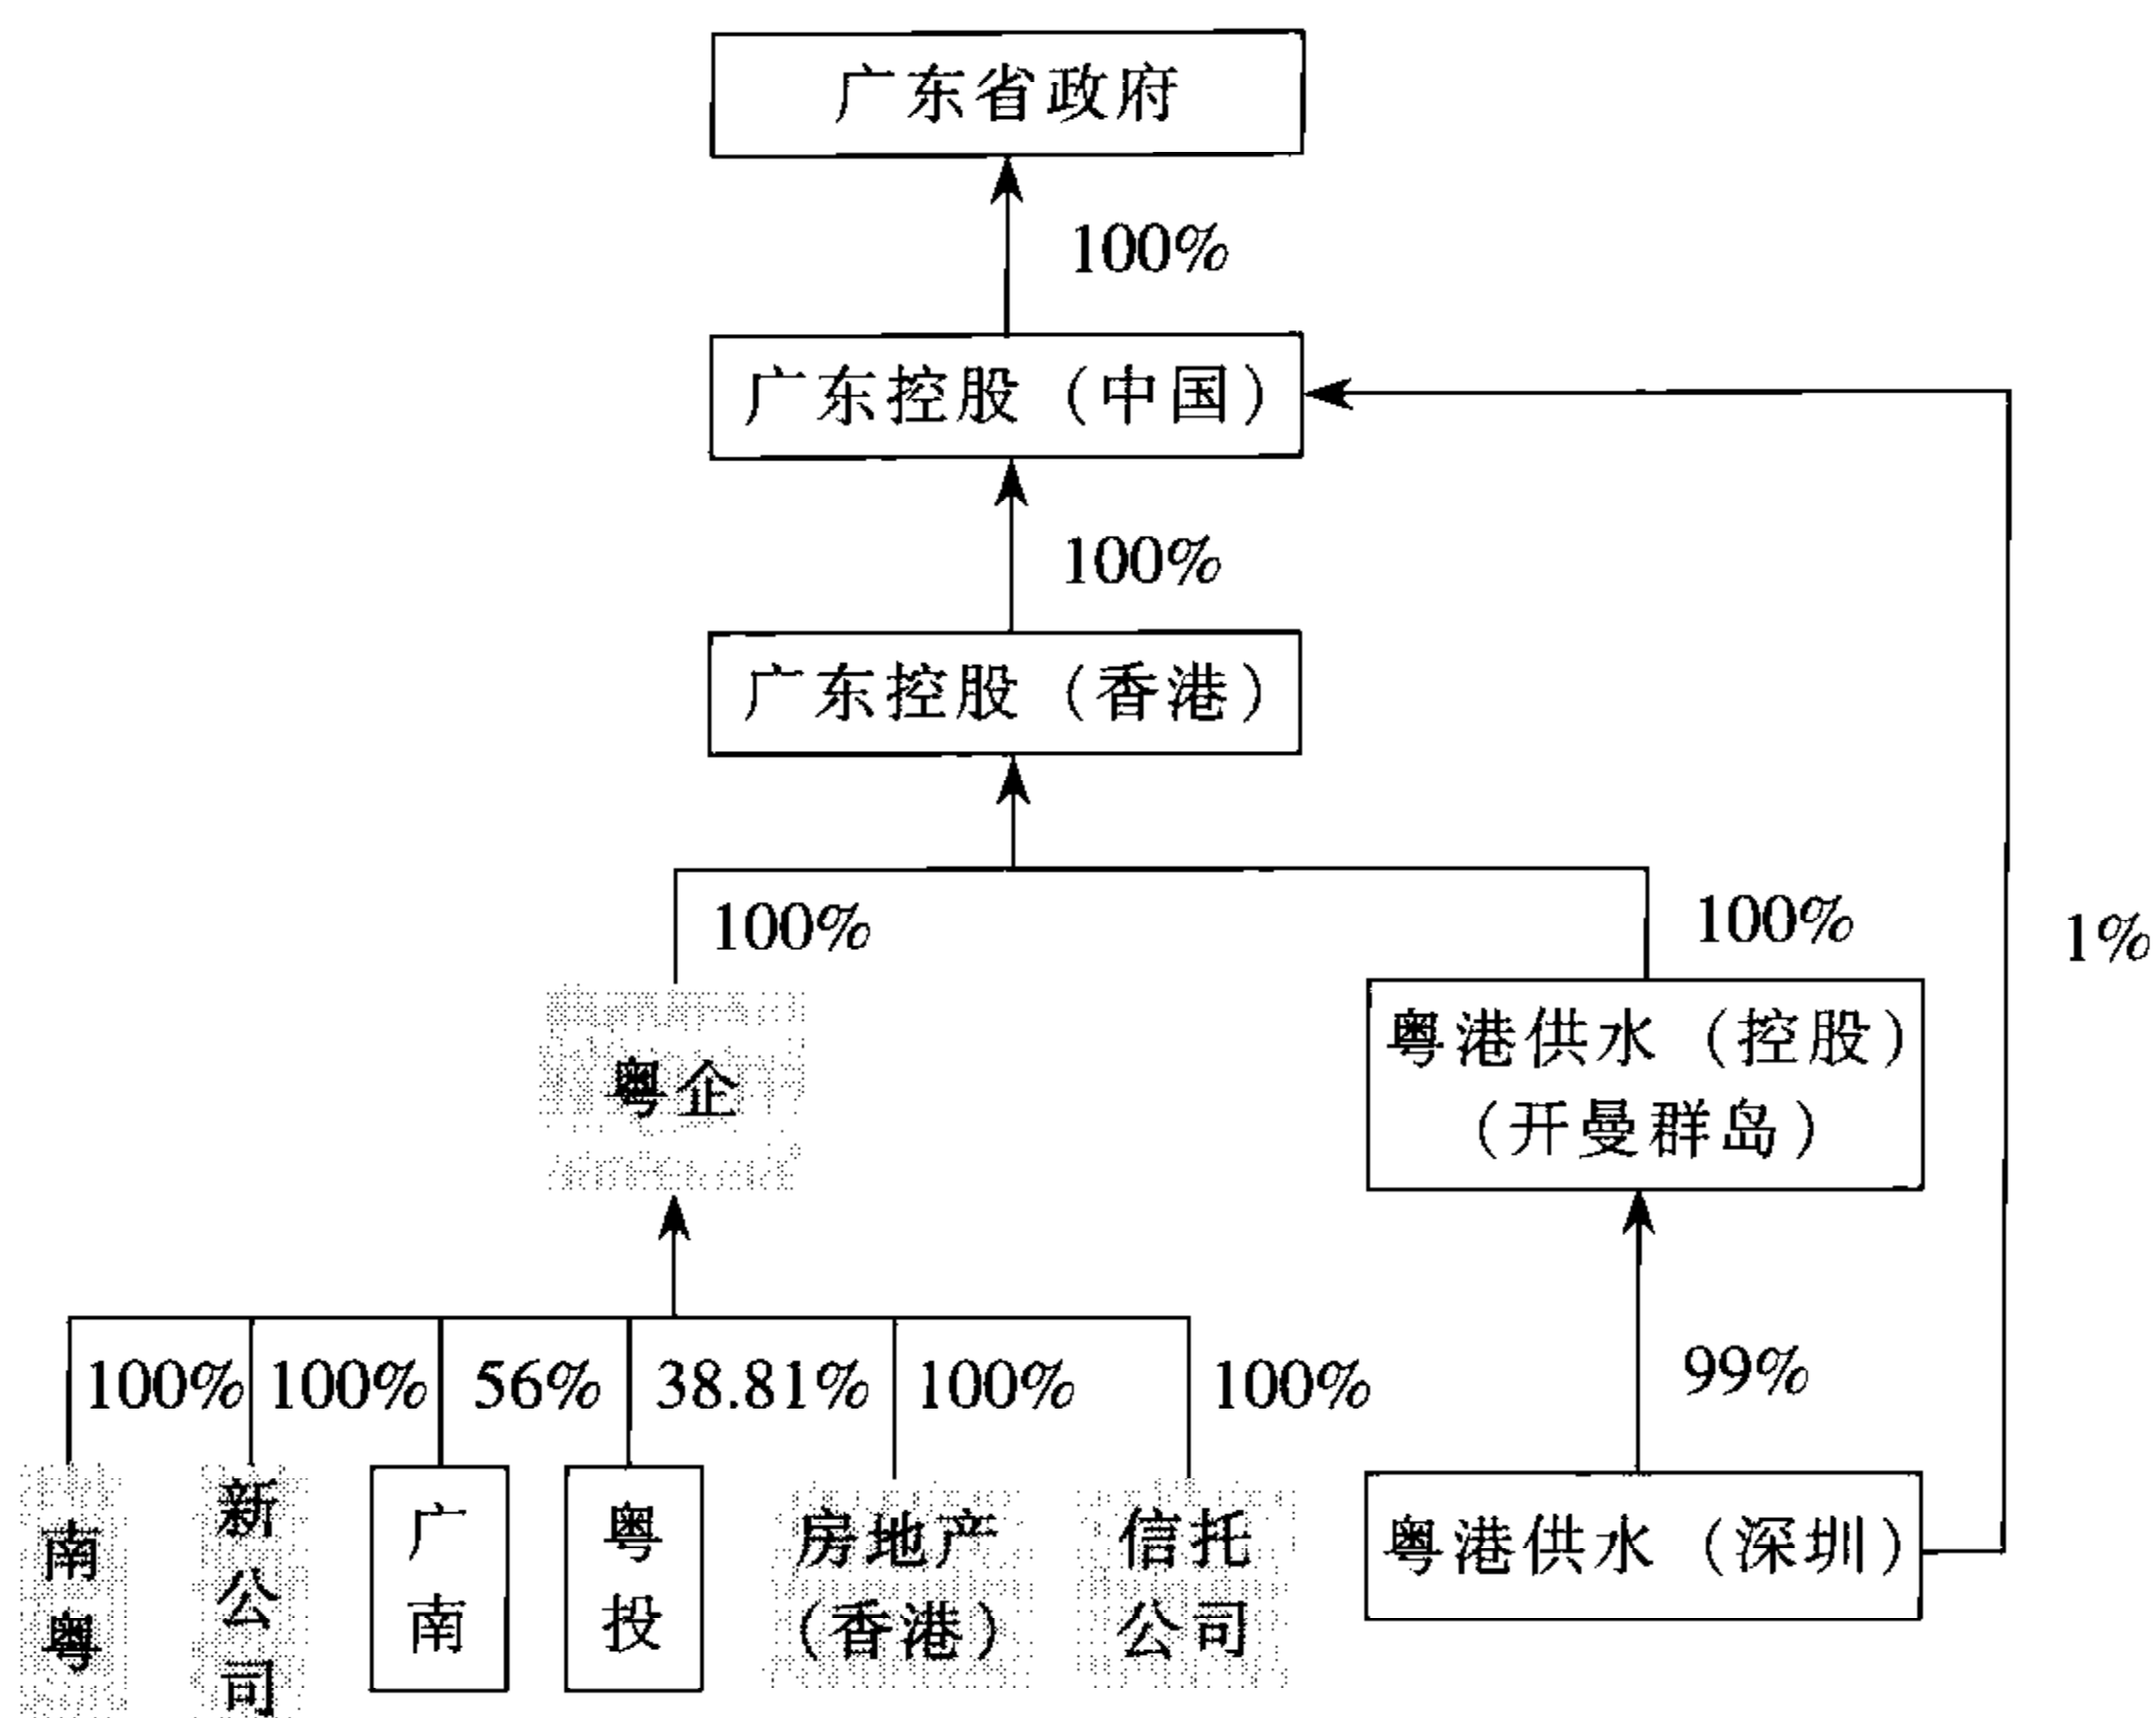 广东省政府
100%
广东控股（中国）
100%
广东控股（香港）
100%
100%
1%
粤企
粤港供水（控股）
（开曼群岛）
100%
100%
56%
38.81%
100%
100%
99%
南粤
新公司
广南
粤投
房地产
（香港）
信托
公司
粤港供水（深圳）